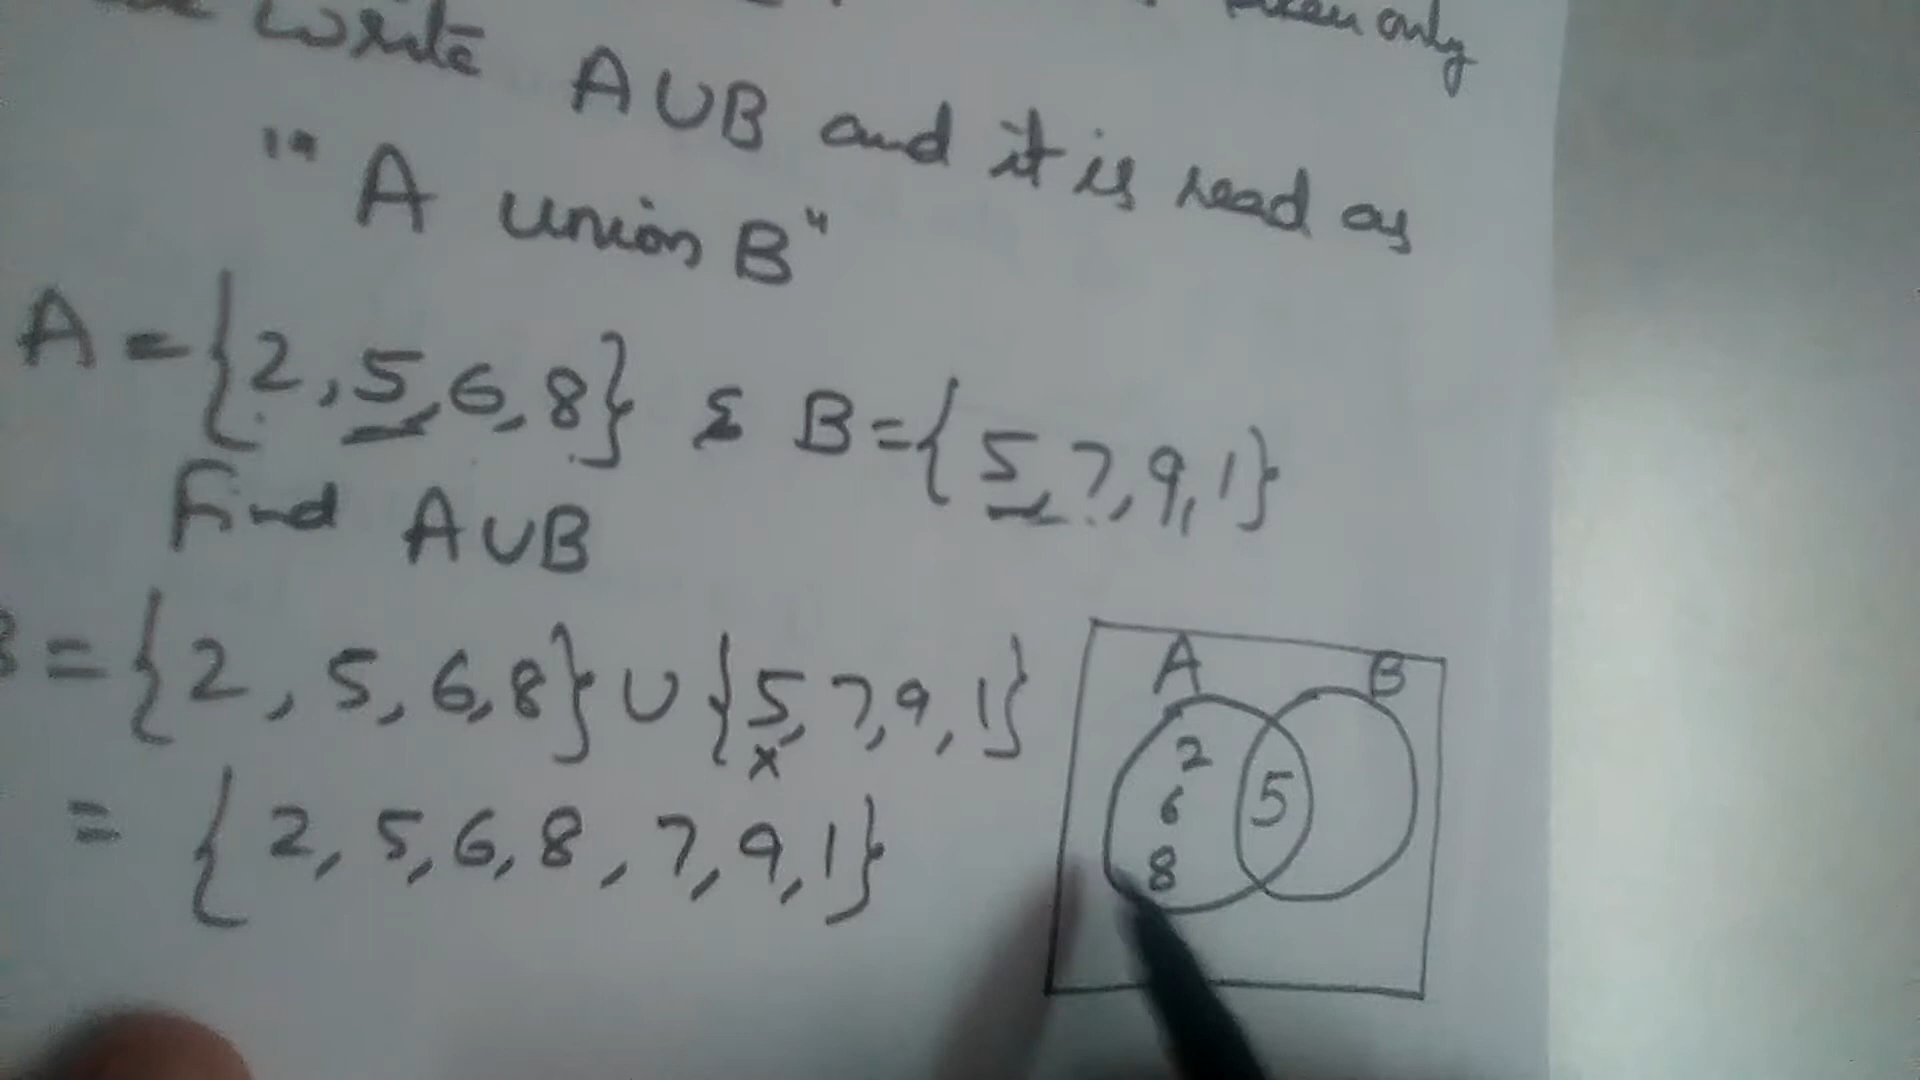 write A∪B and it is read as
"A union B"
A = {2, 5, 6, 8} & B = {5, 7, 9, 1}
Find A∪B
B = {2, 5, 6, 8} ∪ {5, 7, 9, 1}
x
= {2, 5, 6, 8, 7, 9, 1}
A B
2
6 5
8
only